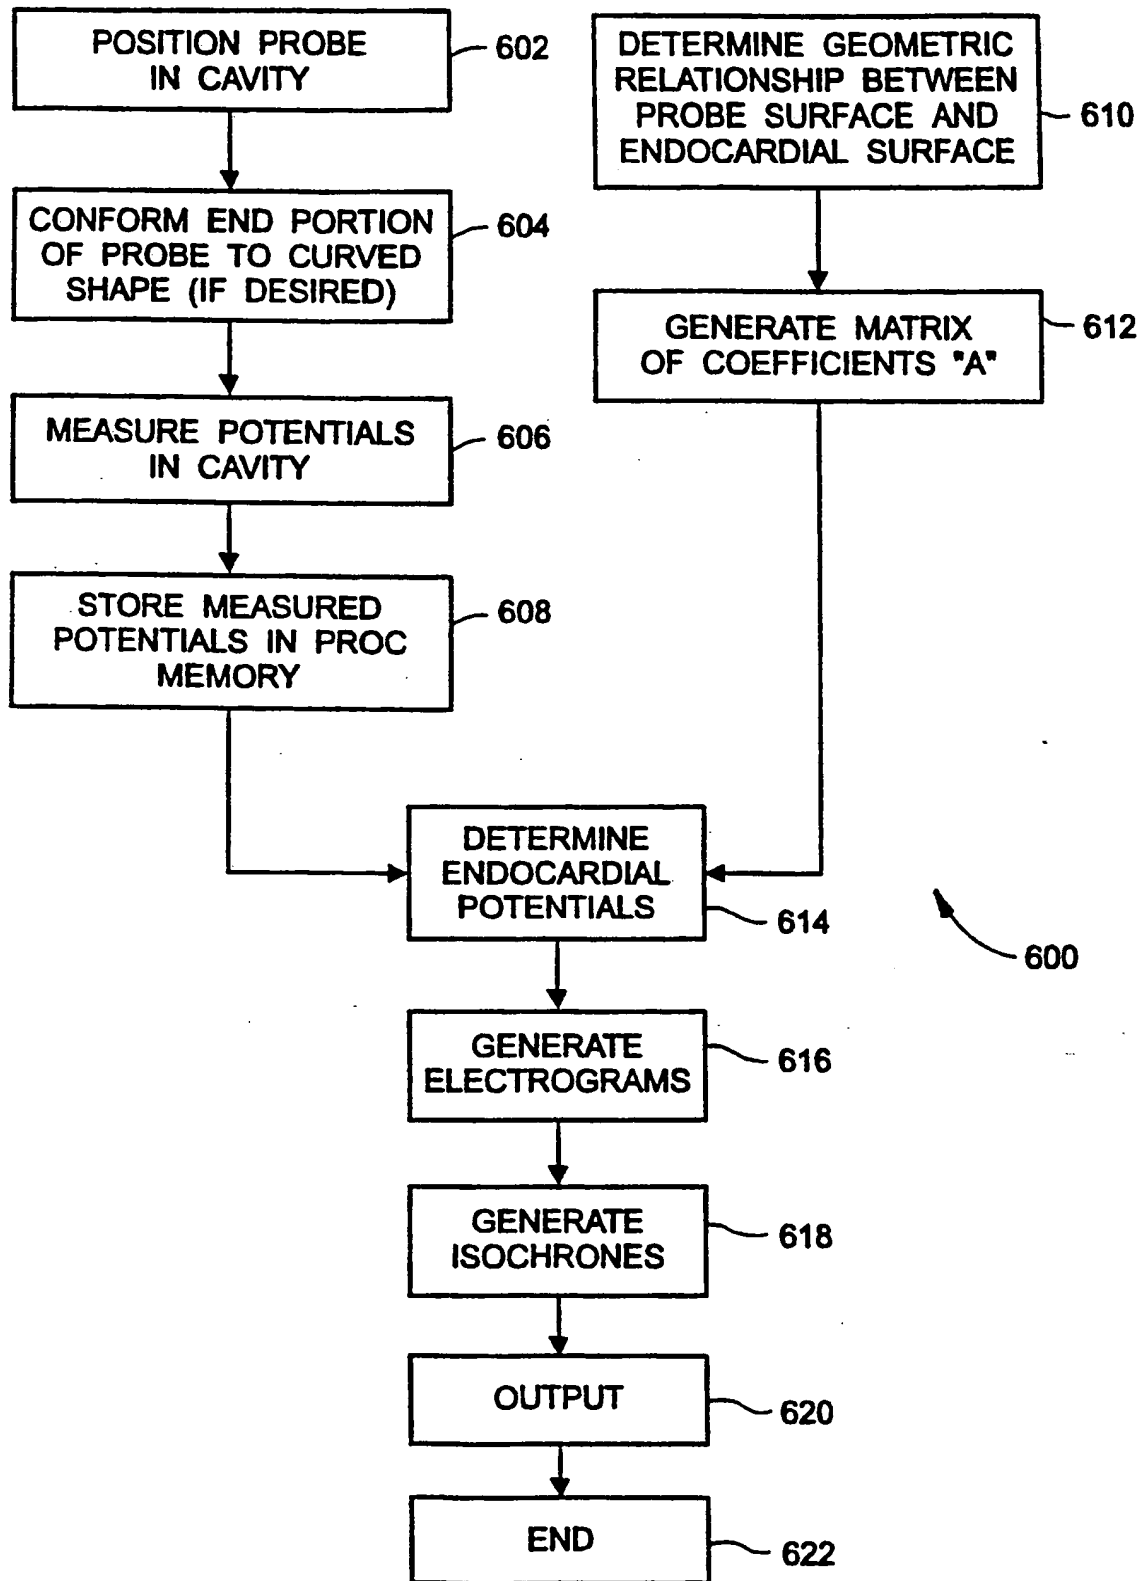 POSITION PROBE
IN CAVITY
602
CONFORM END PORTION
OF PROBE TO CURVED
SHAPE (IF DESIRED)
604
MEASURE POTENTIALS
IN CAVITY
606
STORE MEASURED
POTENTIALS IN PROC
MEMORY
608
DETERMINE GEOMETRIC
RELATIONSHIP BETWEEN
PROBE SURFACE AND
ENDOCARDIAL SURFACE
610
GENERATE MATRIX
OF COEFFICIENTS "A"
612
DETERMINE
ENDOCARDIAL
POTENTIALS
614
600
GENERATE
ELECTROGRAMS
616
GENERATE
ISOCHRONES
618
OUTPUT
620
END
622